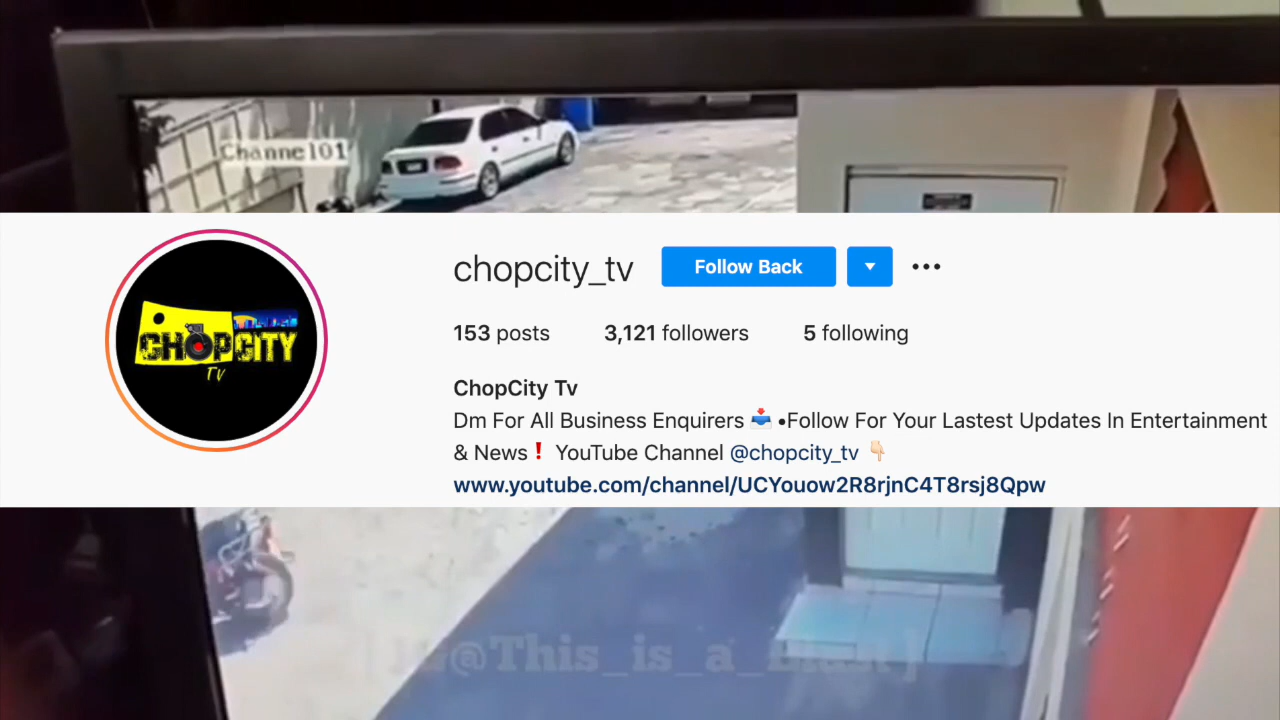 Channel01
chopcity_tv Follow Back •••
153 posts 3,121 followers 5 following
CHOPCITY
Tv
ChopCity Tv
Dm For All Business Enquirers 📥 •Follow For Your Lastest Updates In Entertainment
& News❗ YouTube Channel @chopcity_tv 👇🏻
www.youtube.com/channel/UCYouow2R8rjnC4T8rsj8Qpw
@This_is_a_